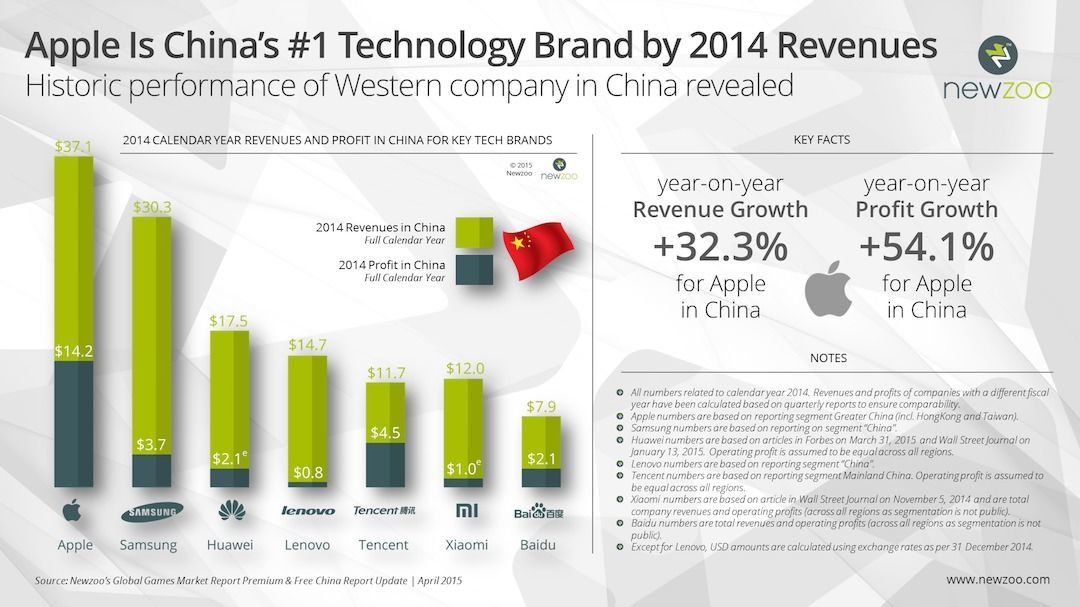 Apple Is China's #1 Technology Brand by 2014 Revenues
Historic performance of Western company in China revealed
newzoo
2014 CALENDAR YEAR REVENUES AND PROFIT IN CHINA FOR KEY TECH BRANDS
© 2015
Newzoo
newzoo
2014 Revenues in China
Full Calendar Year
2014 Profit in China
Full Calendar Year
$37.1
$14.2
$30.3
$3.7
$17.5
$2.1e
$14.7
$0.8
$11.7
$4.5
$12.0
$1.0e
$7.9
$2.1
SAMSUNG
HUAWEI
lenovo
Tencent 腾讯
MI
Bai百度
Apple
Samsung
Huawei
Lenovo
Tencent
Xiaomi
Baidu
KEY FACTS
year-on-year
Revenue Growth
+32.3%
for Apple
in China
year-on-year
Profit Growth
+54.1%
for Apple
in China
NOTES
All numbers related to calendar year 2014. Revenues and profits of companies with a different fiscal
year have been calculated based on quarterly reports to ensure comparability.
Apple numbers are based on reporting segment Greater China (incl. HongKong and Taiwan).
Samsung numbers are based on reporting on segment "China".
Huawei numbers are based on articles in Forbes on March 31, 2015 and Wall Street Journal on
January 13, 2015. Operating profit is assumed to be equal across all regions.
Lenovo numbers are based on reporting segment "China".
Tencent numbers are based on reporting segment Mainland China. Operating profit is assumed to
be equal across all regions.
Xiaomi numbers are based on article in Wall Street Journal on November 5, 2014 and are total
company revenues and operating profits (across all regions as segmentation is not public).
Baidu numbers are total revenues and operating profits (across all regions as segmentation is not
public).
Except for Lenovo, USD amounts are calculated using exchange rates as per 31 December 2014.
Source: Newzoo's Global Games Market Report Premium & Free China Report Update | April 2015
www.newzoo.com